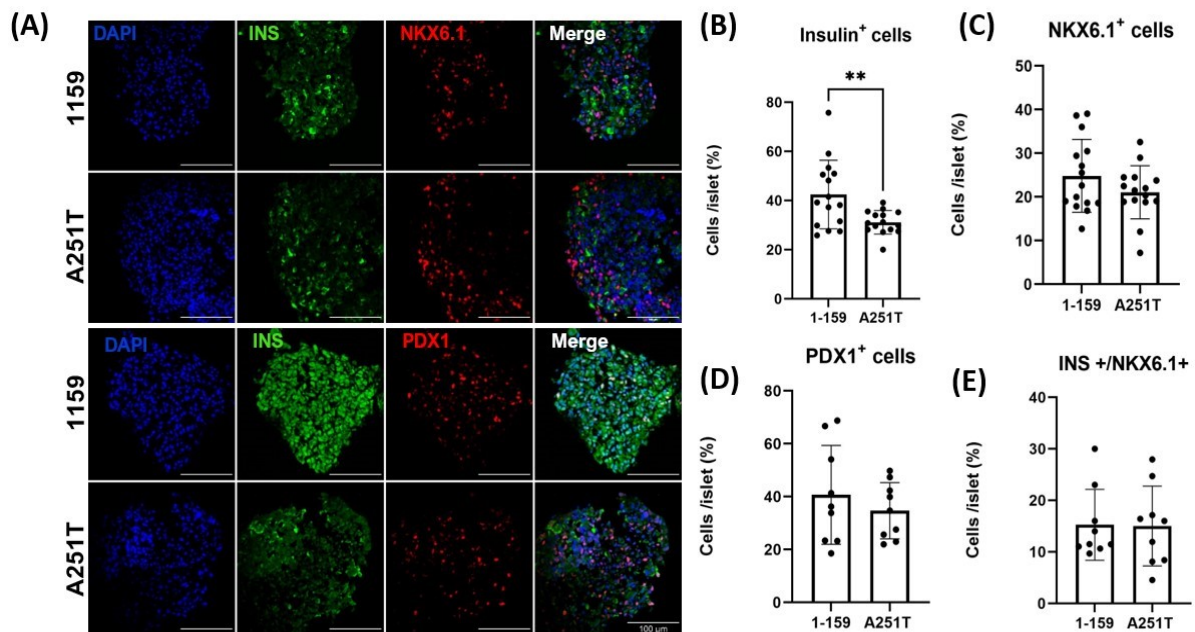 (A)
DAPI INS NKX6.1 Merge
1159
A251T
DAPI INS PDX1 Merge
1159
A251T
100 μm
(B)
Insulin+ cells
**
Cells /islet (%)
80
60
40
20
0
1-159 A251T
(C)
NKX6.1+ cells
Cells /islet (%)
50
40
30
20
10
0
1-159 A251T
(D)
PDX1+ cells
Cells /islet (%)
80
60
40
20
0
1-159 A251T
(E)
INS +/NKX6.1+
Cells /islet (%)
40
30
20
10
0
1-159 A251T